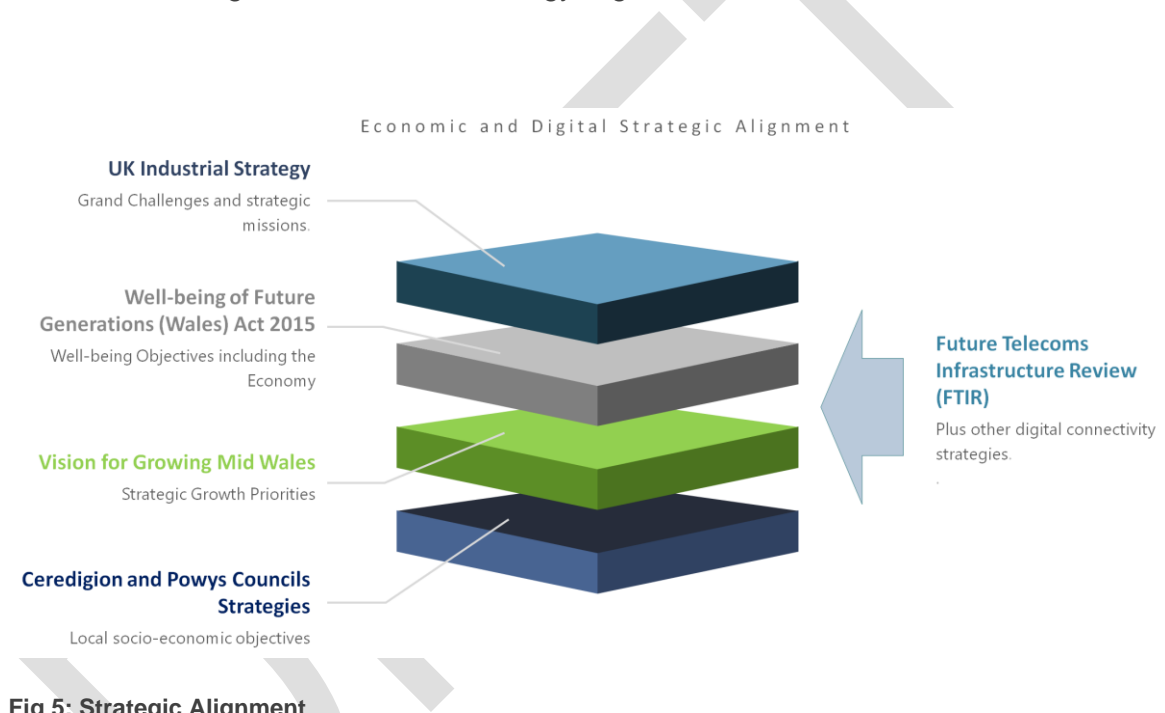 Economic and Digital Strategic Alignment
UK Industrial Strategy
Grand Challenges and strategic
missions.
Well-being of Future
Generations (Wales) Act 2015
Well-being Objectives including the
Economy
Vision for Growing Mid Wales
Strategic Growth Priorities
Ceredigion and Powys Councils
Strategies
Local socio-economic objectives
Future Telecoms
Infrastructure Review
(FTIR)
Plus other digital connectivity
strategies.
.
Fig 5: Strategic Alignment